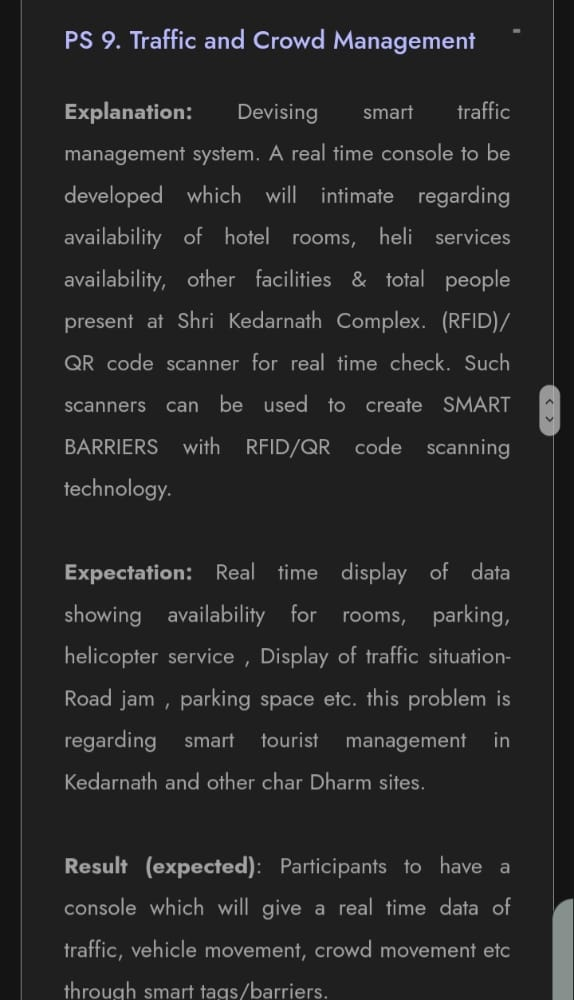 PS 9. Traffic and Crowd Management -
Explanation: Devising smart traffic
management system. A real time console to be
developed which will intimate regarding
availability of hotel rooms, heli services
availability, other facilities & total people
present at Shri Kedarnath Complex. (RFID)/
QR code scanner for real time check. Such
scanners can be used to create SMART
BARRIERS with RFID/QR code scanning
technology.
Expectation: Real time display of data
showing availability for rooms, parking,
helicopter service , Display of traffic situation-
Road jam , parking space etc. this problem is
regarding smart tourist management in
Kedarnath and other char Dharm sites.
Result (expected): Participants to have a
console which will give a real time data of
traffic, vehicle movement, crowd movement etc
through smart tags/barriers.